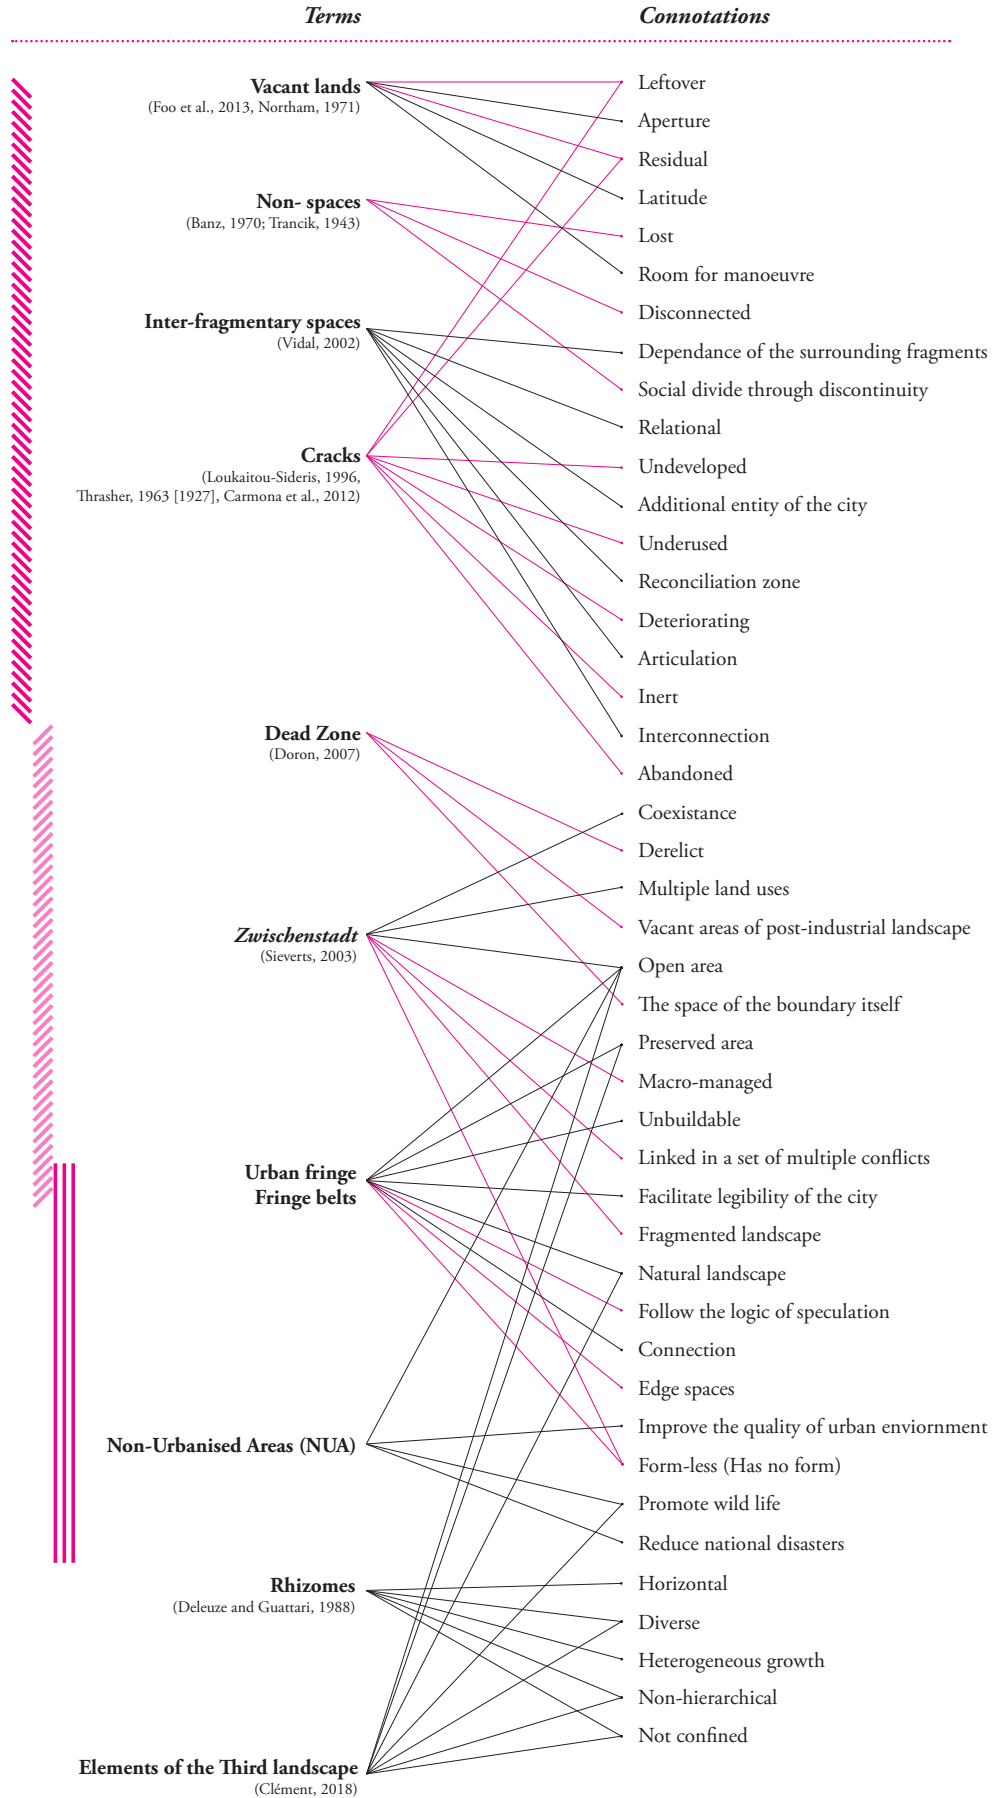 Terms
Connotations
Vacant lands
(Foo et al., 2013, Northam, 1971)
Non- spaces
(Banz, 1970; Trancik, 1943)
Inter-fragmentary spaces
(Vidal, 2002)
Cracks
(Loukaitou-Sideris, 1996,
Thrasher, 1963 [1927], Carmona et al., 2012)
Dead Zone
(Doron, 2007)
Zwischenstadt
(Sieverts, 2003)
Urban fringe
Fringe belts
Non-Urbanised Areas (NUA)
Rhizomes
(Deleuze and Guattari, 1988)
Elements of the Third landscape
(Clément, 2018)
Leftover
Aperture
Residual
Latitude
Lost
Room for manoeuvre
Disconnected
Dependance of the surrounding fragments
Social divide through discontinuity
Relational
Undeveloped
Additional entity of the city
Underused
Reconciliation zone
Deteriorating
Articulation
Inert
Interconnection
Abandoned
Coexistance
Derelict
Multiple land uses
Vacant areas of post-industrial landscape
Open area
The space of the boundary itself
Preserved area
Macro-managed
Unbuildable
Linked in a set of multiple conflicts
Facilitate legibility of the city
Fragmented landscape
Natural landscape
Follow the logic of speculation
Connection
Edge spaces
Improve the quality of urban enviornment
Form-less (Has no form)
Promote wild life
Reduce national disasters
Horizontal
Diverse
Heterogeneous growth
Non-hierarchical
Not confined